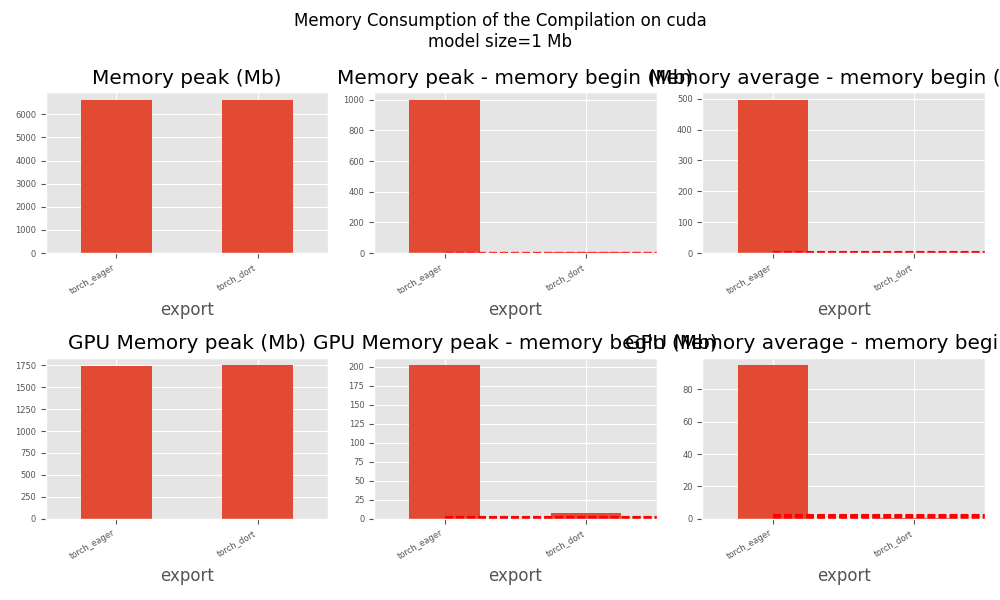 Memory Consumption of the Compilation on cuda
model size=1 Mb
Memory peak (Mb)
Memory peak - memory begin (Mb)
Memory average - memory begin (
6000
5000
4000
3000
2000
1000
0
torch_eager
torch_dort
export
1000
800
600
400
200
0
torch_eager
torch_dort
export
500
400
300
200
100
0
torch_eager
torch_dort
export
GPU Memory peak (Mb)
GPU Memory peak - memory begin (Mb)
GPU Memory average - memory begi
1750
1500
1250
1000
750
500
250
0
torch_eager
torch_dort
export
200
175
150
125
100
75
50
25
0
torch_eager
torch_dort
export
80
60
40
20
0
torch_eager
torch_dort
export